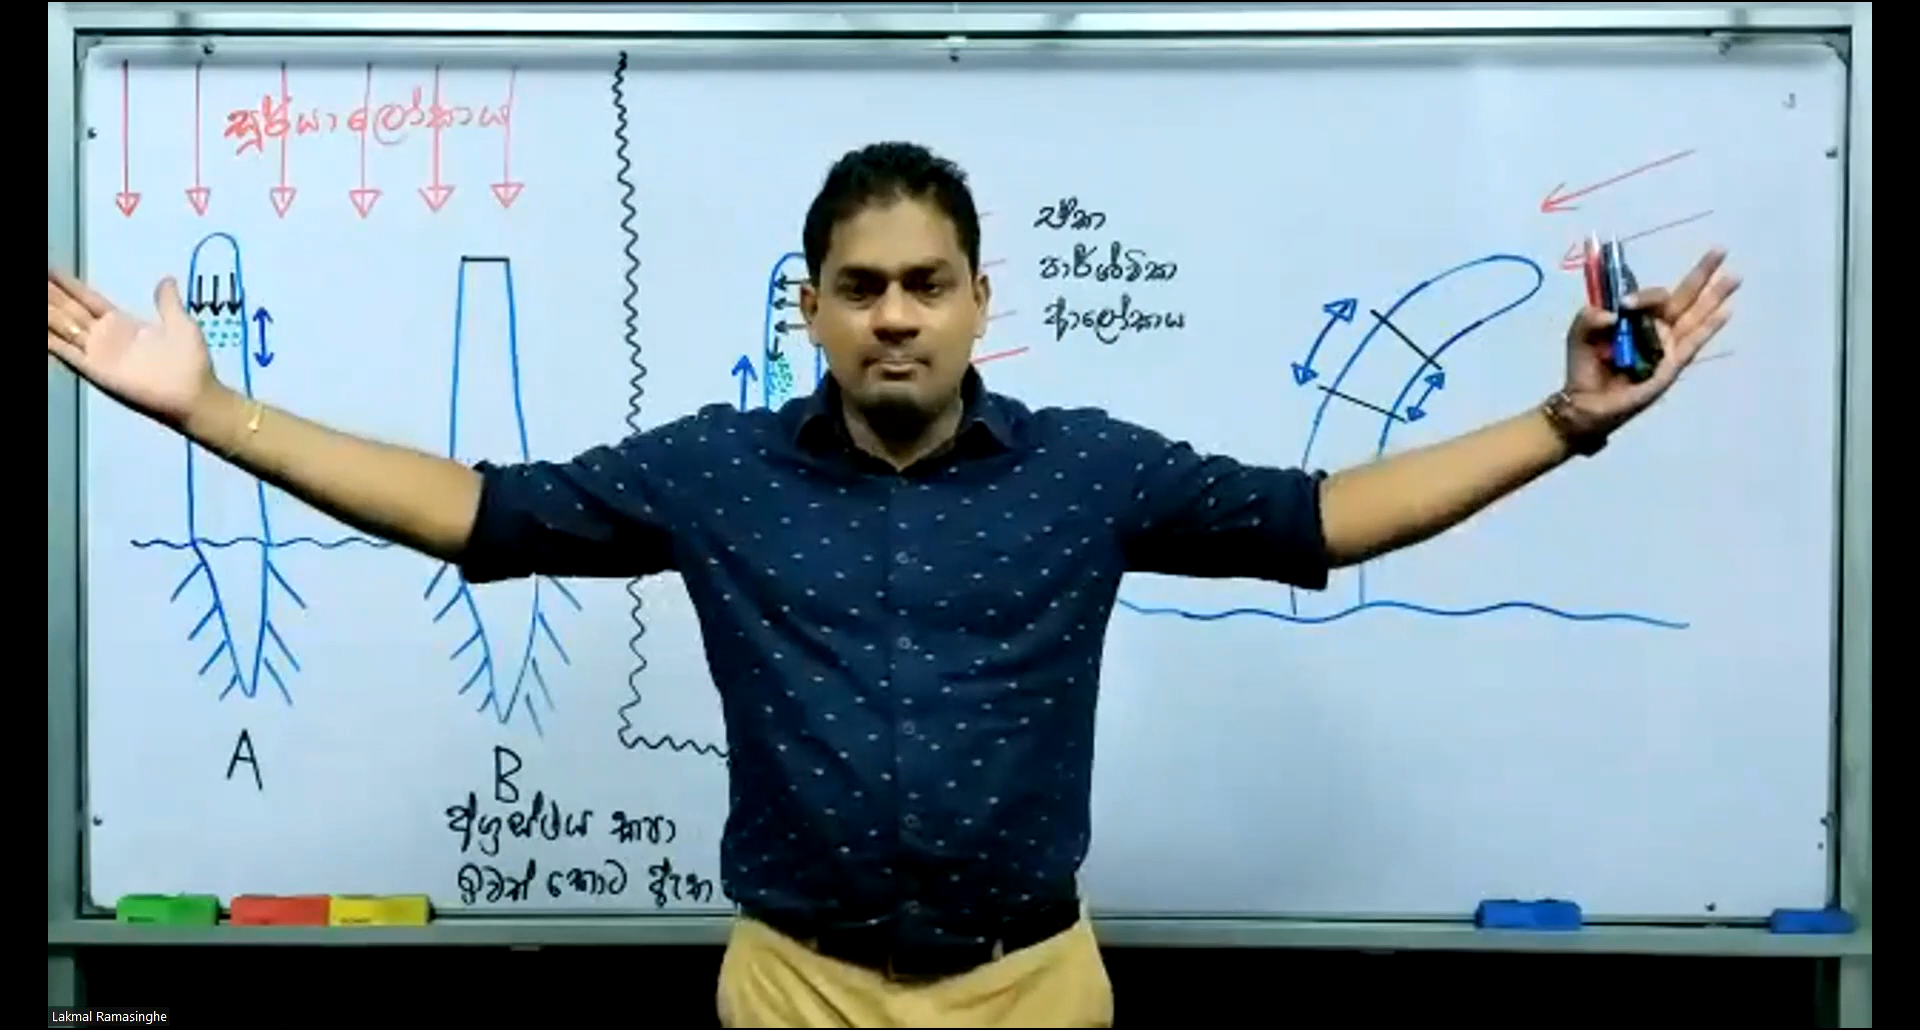 සූර්යාලෝකය
ඒක
පාර්ශ්වික
ආලෝකය
A
B
අග්‍රස්ථය කපා
ඉවත් කොට ඇත
Lakmal Ramasinghe